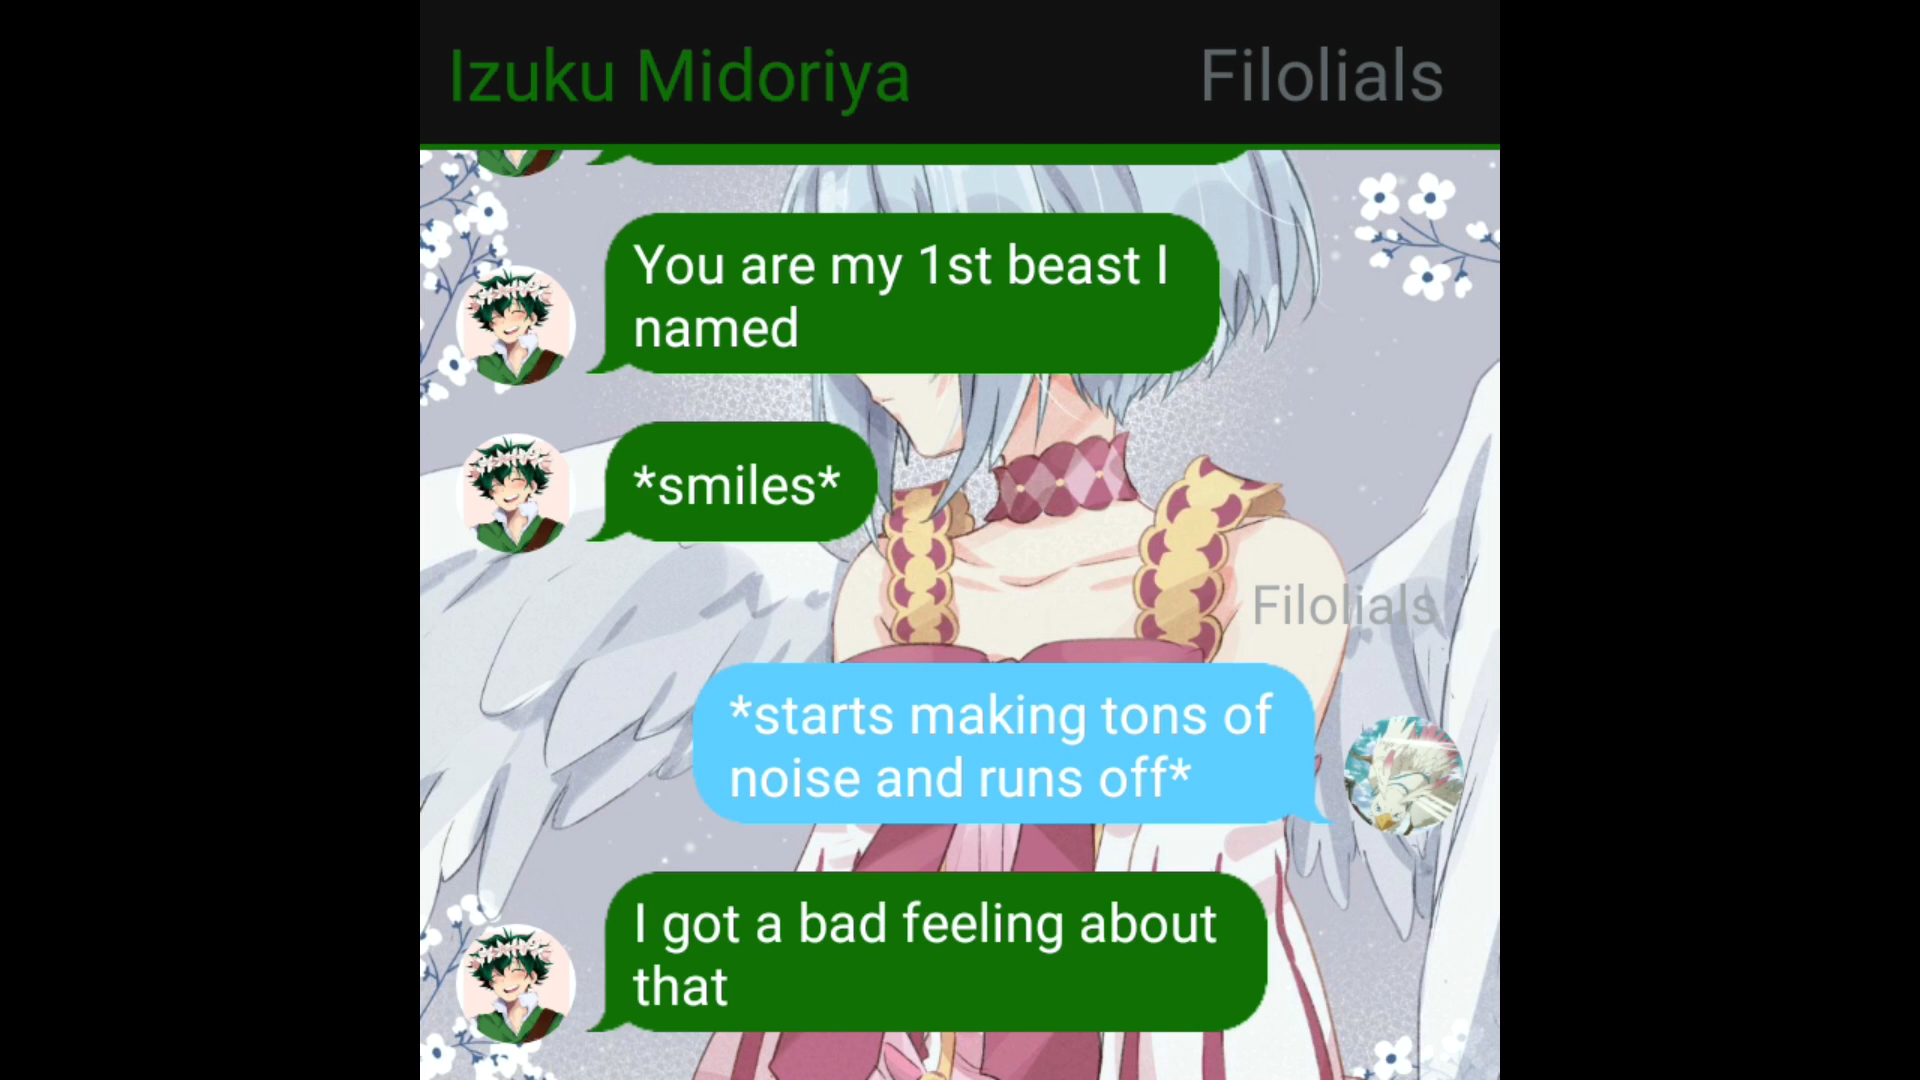 Izuku Midoriya Filolials
You are my 1st beast I
named
*smiles*
Filolials
*starts making tons of
noise and runs off*
I got a bad feeling about
that